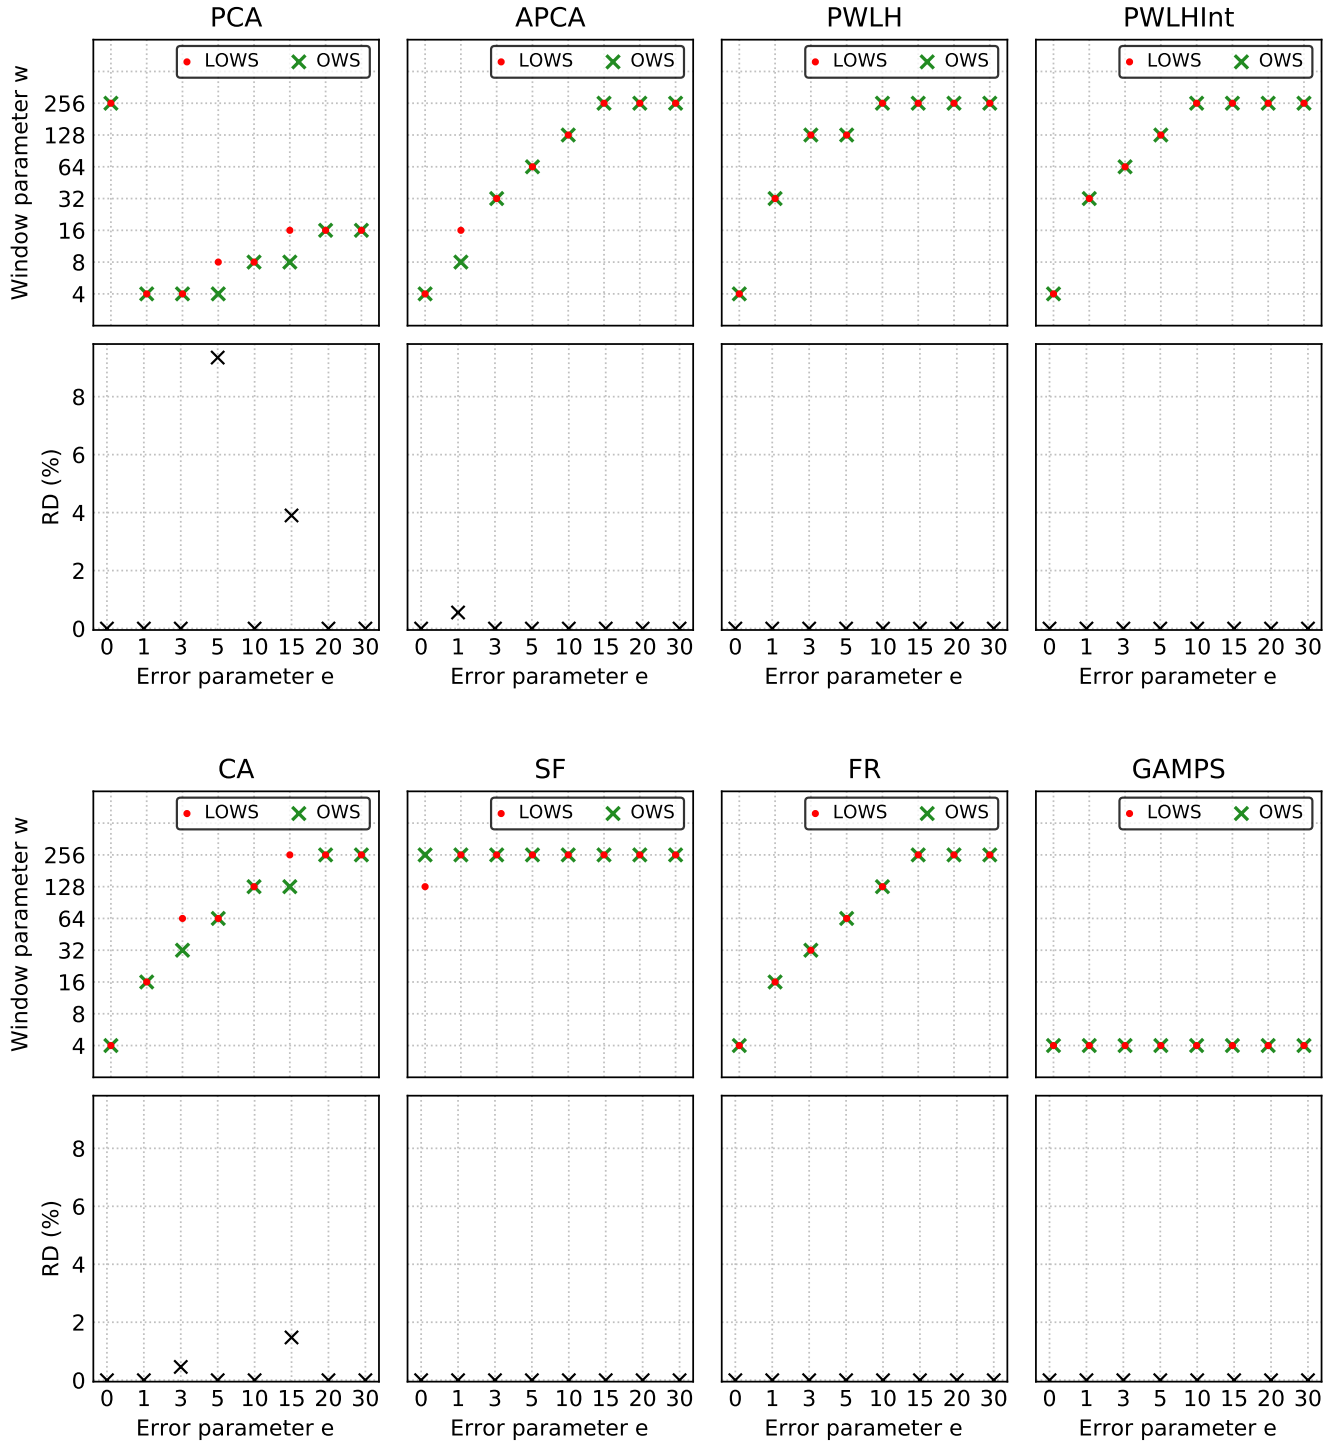 PCA APCA PWLH PWLHInt
LOWS OWS LOWS OWS LOWS OWS LOWS OWS
Window parameter w
256
128
64
32
16
8
4
RD (%)
8
6
4
2
0
0 1 3 5 10 15 20 30 0 1 3 5 10 15 20 30 0 1 3 5 10 15 20 30 0 1 3 5 10 15 20 30
Error parameter e Error parameter e Error parameter e Error parameter e
CA SF FR GAMPS
LOWS OWS LOWS OWS LOWS OWS LOWS OWS
Window parameter w
256
128
64
32
16
8
4
RD (%)
8
6
4
2
0
0 1 3 5 10 15 20 30 0 1 3 5 10 15 20 30 0 1 3 5 10 15 20 30 0 1 3 5 10 15 20 30
Error parameter e Error parameter e Error parameter e Error parameter e